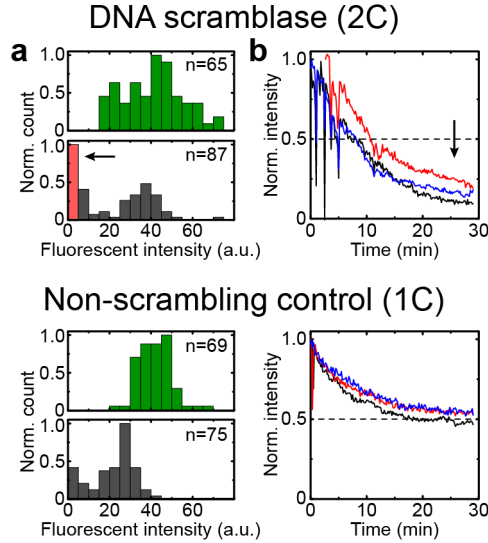 DNA scramblase (2C)
a
b
Norm. count
1.0
0.5
0
n=65
1.0
0.5
0
n=87
0 20 40 60
Fluorescent intensity (a.u.)
Norm. intensity
1.0
0.5
0
0 10 20 30
Time (min)
Non-scrambling control (1C)
Norm. count
1.0
0.5
0
n=69
1.0
0.5
0
n=75
0 20 40 60
Fluorescent intensity (a.u.)
Norm. intensity
1.0
0.5
0
0 10 20 30
Time (min)